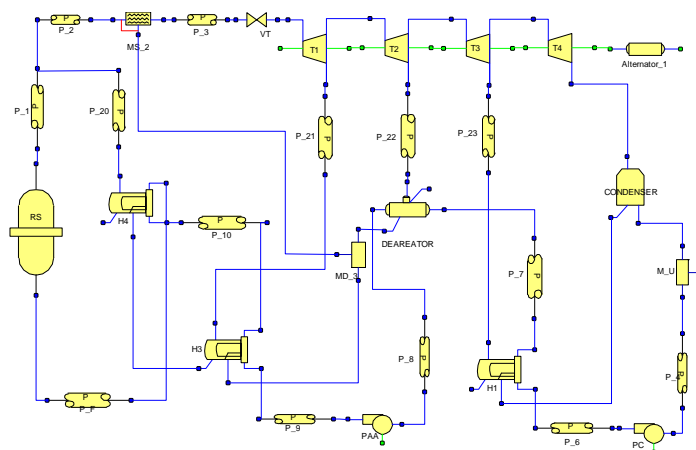 P_2
MS_2
P_3
VT
T1
T2
T3
T4
Alternator_1
P_1
P_20
P_21
P_22
P_23
RS
H4
P_10
DEAREATOR
CONDENSER
MD_3
P_7
M_U
H3
P_8
H1
P_4
P_F
P_9
PAA
P_6
PC